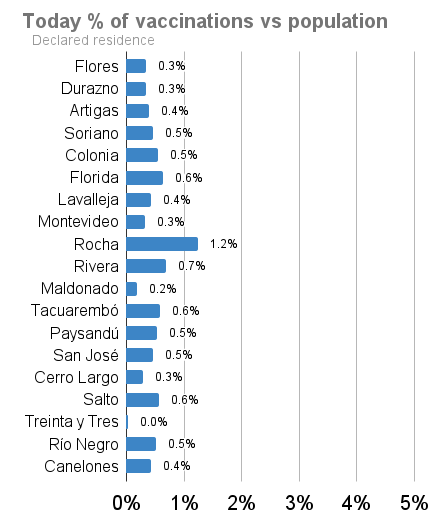 Today % of vaccinations vs population
Declared residence
Flores 0.3%
Durazno 0.3%
Artigas 0.4%
Soriano 0.5%
Colonia 0.5%
Florida 0.6%
Lavalleja 0.4%
Montevideo 0.3%
Rocha 1.2%
Rivera 0.7%
Maldonado 0.2%
Tacuarembó 0.6%
Paysandú 0.5%
San José 0.5%
Cerro Largo 0.3%
Salto 0.6%
Treinta y Tres 0.0%
Río Negro 0.5%
Canelones 0.4%
0% 1% 2% 3% 4% 5%